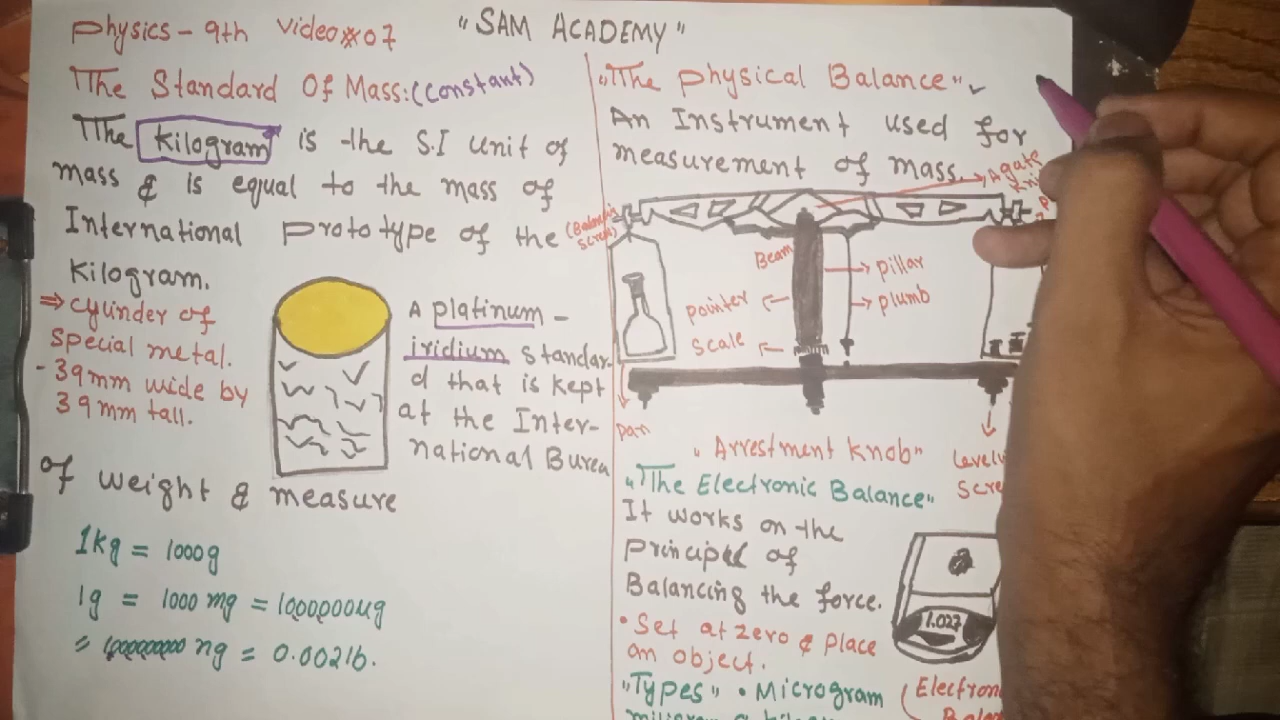 Physics - 9th Video#07
"SAM ACADEMY"
The Standard Of Mass: (Constant)
The Kilogram is the S.I Unit of
mass & is equal to the mass of
International prototype of the
Kilogram.
⇒ cylinder of
special metal.
- 39mm wide by
39mm tall.
A platinum -
iridium standar-
d that is kept
at the Inter-
national Burea
of weight & measure
1kg = 1000g
1g = 1000 mg = 1000000ug
ng = 0.002lb.
"The Physical Balance"
An Instrument used for
measurement of mass.
Agate
(Balancing
screws)
Beam
pillar
pointer
plumb
scale
pan
"Arrestment knob"
"The Electronic Balance"
It works on the
Principle of
Balancing the force.
1.027
• Set at zero & place
an object.
"Types" • Microgram
(Electron